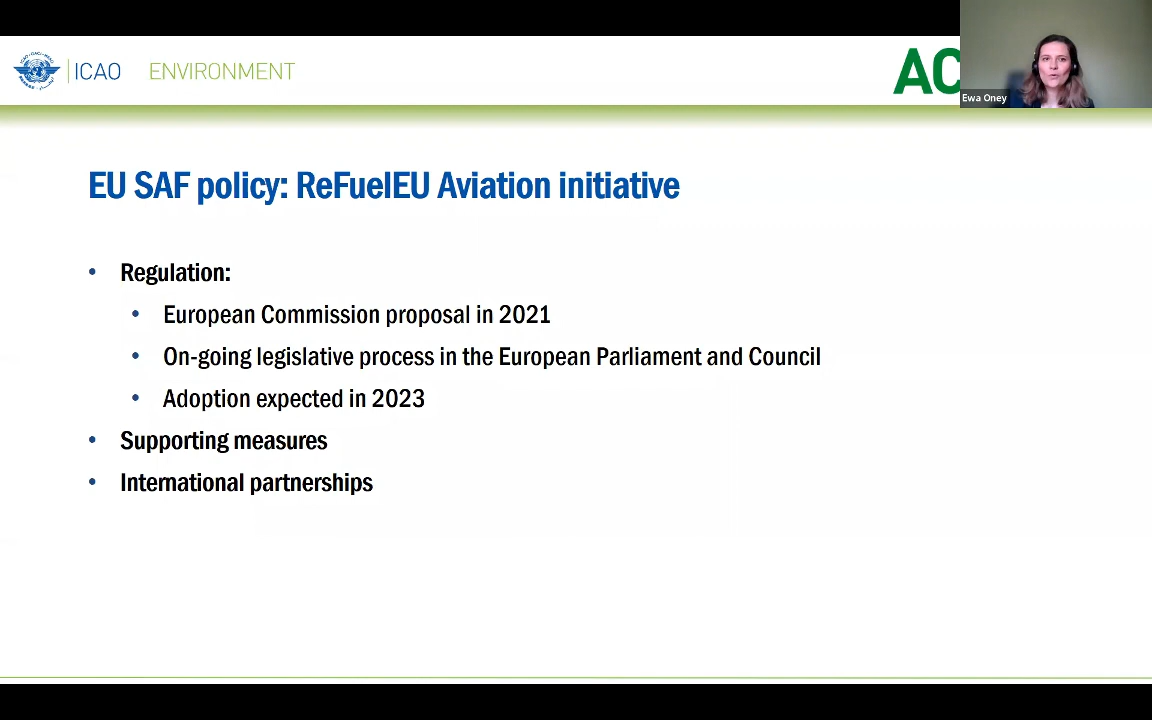 ICAO ENVIRONMENT
AC
Ewa Oney
EU SAF policy: ReFuelEU Aviation initiative
• Regulation:
• European Commission proposal in 2021
• On-going legislative process in the European Parliament and Council
• Adoption expected in 2023
• Supporting measures
• International partnerships